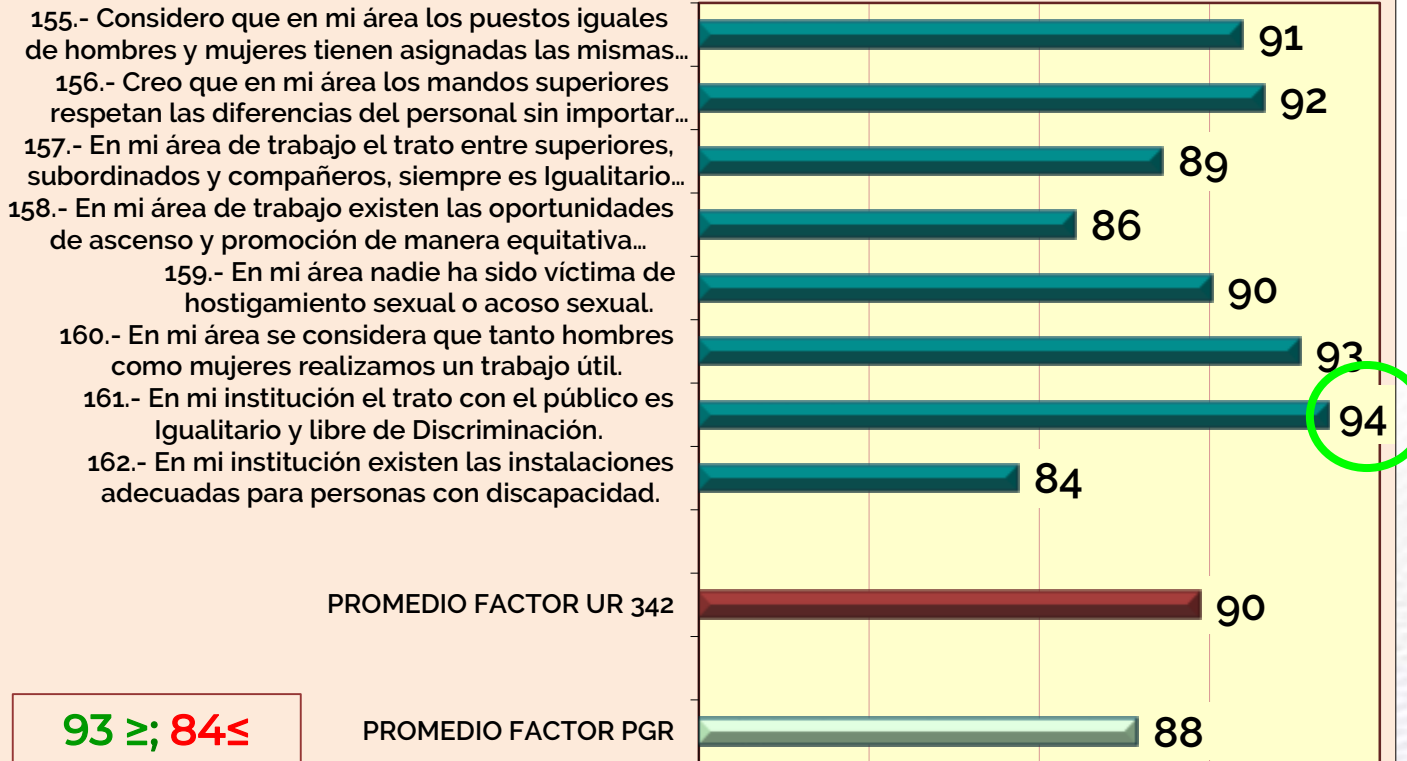 155.- Considero que en mi área los puestos iguales
de hombres y mujeres tienen asignadas las mismas…
91
156.- Creo que en mi área los mandos superiores
respetan las diferencias del personal sin importar…
92
157.- En mi área de trabajo el trato entre superiores,
subordinados y compañeros, siempre es Igualitario…
89
158.- En mi área de trabajo existen las oportunidades
de ascenso y promoción de manera equitativa…
86
159.- En mi área nadie ha sido víctima de
hostigamiento sexual o acoso sexual.
90
160.- En mi área se considera que tanto hombres
como mujeres realizamos un trabajo útil.
93
161.- En mi institución el trato con el público es
Igualitario y libre de Discriminación.
94
162.- En mi institución existen las instalaciones
adecuadas para personas con discapacidad.
84
PROMEDIO FACTOR UR 342
90
93 ≥; 84≤
PROMEDIO FACTOR PGR
88